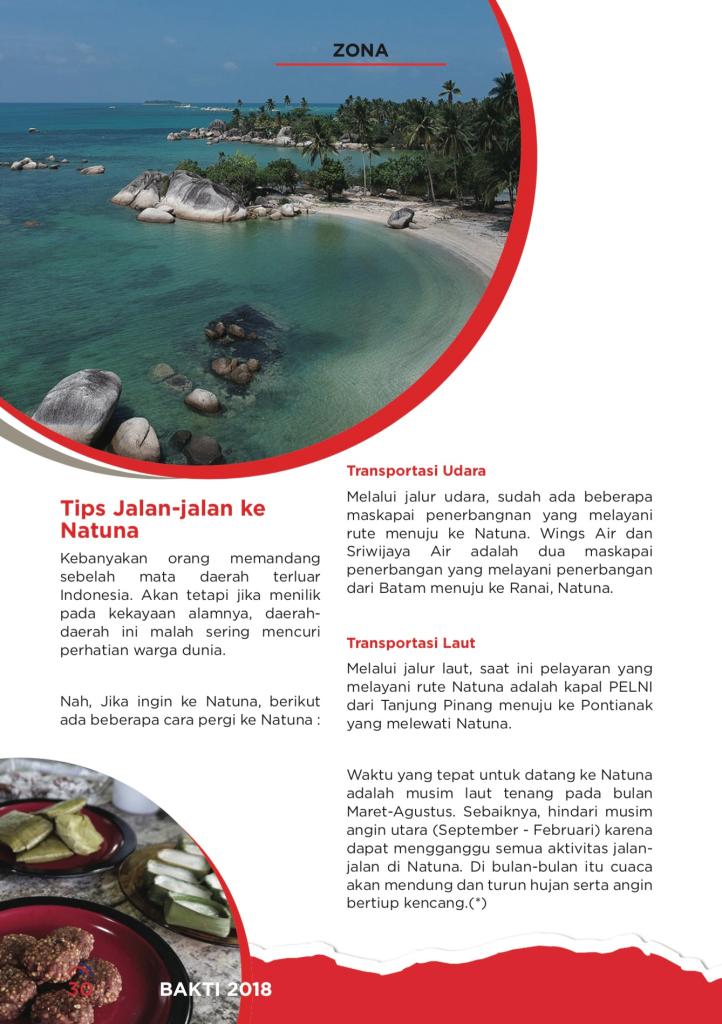 ZONA
Tips Jalan-jalan ke
Natuna
Kebanyakan orang memandang
sebelah mata daerah terluar
Indonesia. Akan tetapi jika menilik
pada kekayaan alamnya, daerah-
daerah ini malah sering mencuri
perhatian warga dunia.
Nah, Jika ingin ke Natuna, berikut
ada beberapa cara pergi ke Natuna :
Transportasi Udara
Melalui jalur udara, sudah ada beberapa
maskapai penerbangnan yang melayani
rute menuju ke Natuna. Wings Air dan
Sriwijaya Air adalah dua maskapai
penerbangan yang melayani penerbangan
dari Batam menuju ke Ranai, Natuna.
Transportasi Laut
Melalui jalur laut, saat ini pelayaran yang
melayani rute Natuna adalah kapal PELNI
dari Tanjung Pinang menuju ke Pontianak
yang melewati Natuna.
Waktu yang tepat untuk datang ke Natuna
adalah musim laut tenang pada bulan
Maret-Agustus. Sebaiknya, hindari musim
angin utara (September - Februari) karena
dapat mengganggu semua aktivitas jalan-
jalan di Natuna. Di bulan-bulan itu cuaca
akan mendung dan turun hujan serta angin
bertiup kencang.(*)
30
BAKTI 2018